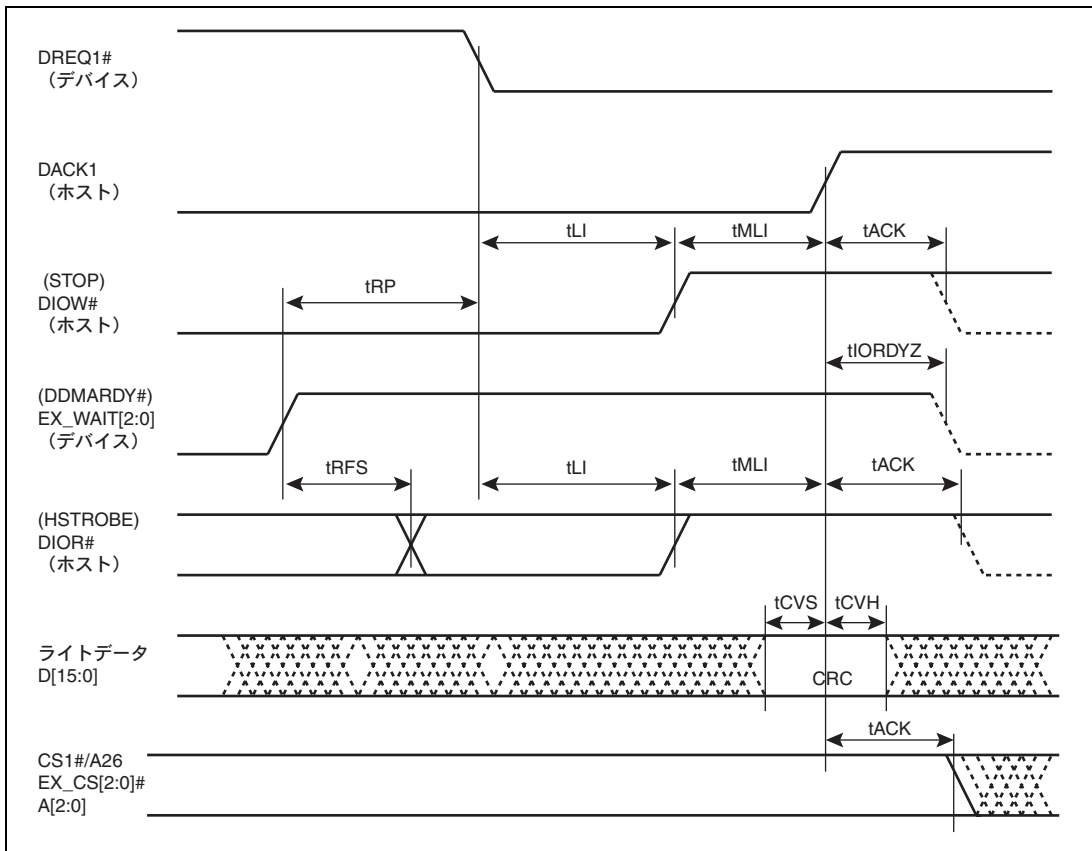 DREQ1#
（デバイス）
DACK1
（ホスト）
tLI
tMLI
tACK
(STOP)
DIOW#
（ホスト）
tRP
tIORDYZ
(DDMARDY#)
EX_WAIT[2:0]
（デバイス）
tRFS
tLI
tMLI
tACK
(HSTROBE)
DIOR#
（ホスト）
tCVS
tCVH
ライトデータ
D[15:0]
CRC
tACK
CS1#/A26
EX_CS[2:0]#
A[2:0]